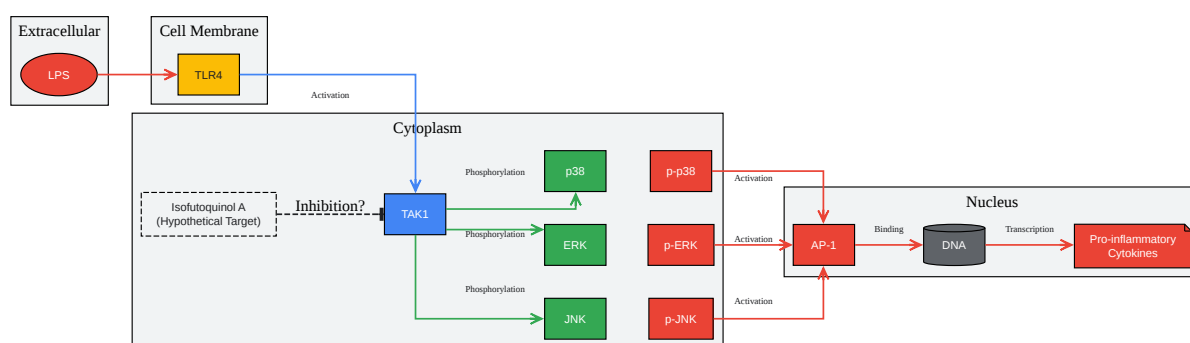 Extracellular
LPS
Cell Membrane
TLR4
Activation
Cytoplasm
Isofutoquinol A
(Hypothetical Target)
Inhibition?
TAK1
Phosphorylation
Phosphorylation
Phosphorylation
p38
ERK
JNK
p-p38
p-ERK
p-JNK
Activation
Activation
Activation
Nucleus
AP-1
Binding
DNA
Transcription
Pro-inflammatory
Cytokines